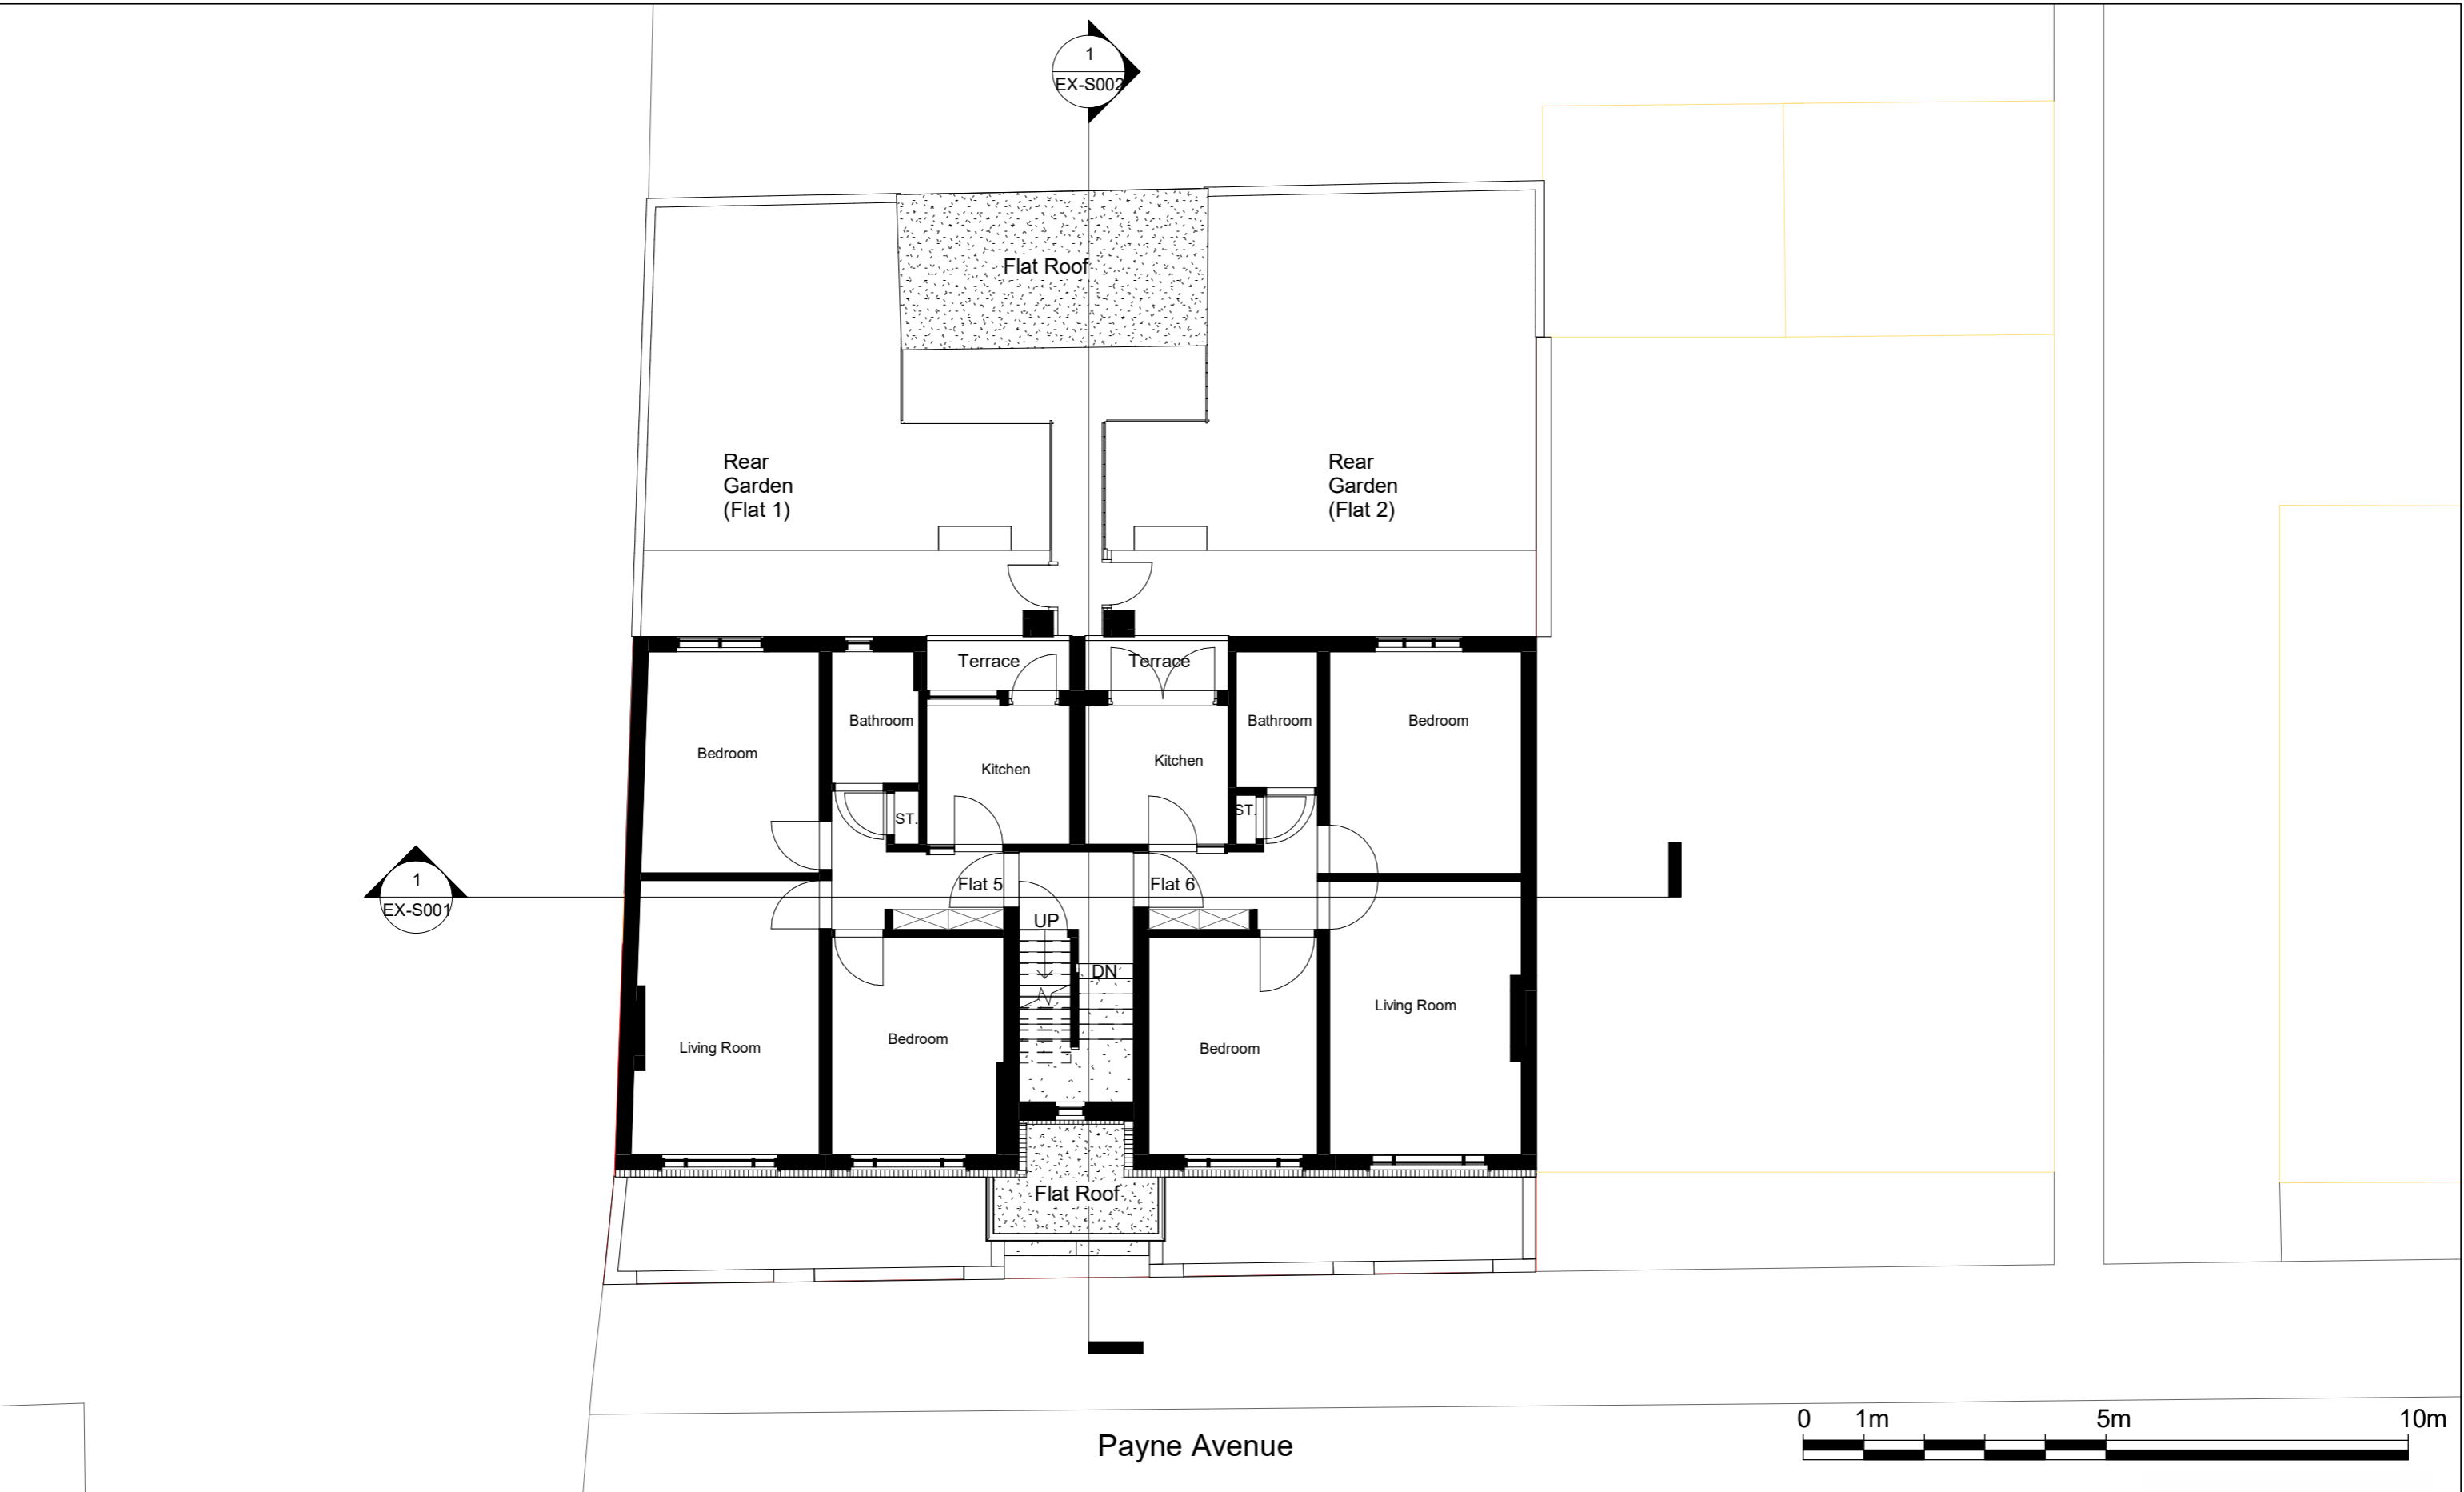 1
EX-S002
Flat Roof
Rear
Garden
(Flat 1)
Rear
Garden
(Flat 2)
Terrace
Terrace
Bathroom
Bathroom
Bedroom
Bedroom
Kitchen
Kitchen
ST.
ST.
1
EX-S001
Flat 5
Flat 6
UP
DN
Living Room
Bedroom
Bedroom
Living Room
Flat Roof
Payne Avenue
0 1m 5m 10m